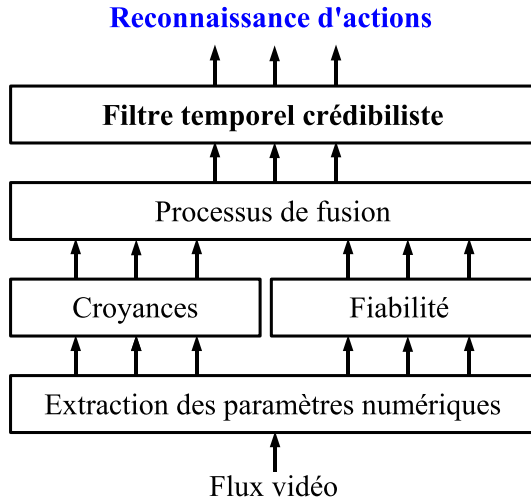 Reconnaissance d'actions
Filtre temporel crédibiliste
Processus de fusion
Croyances
Fiabilité
Extraction des paramètres numériques
Flux vidéo